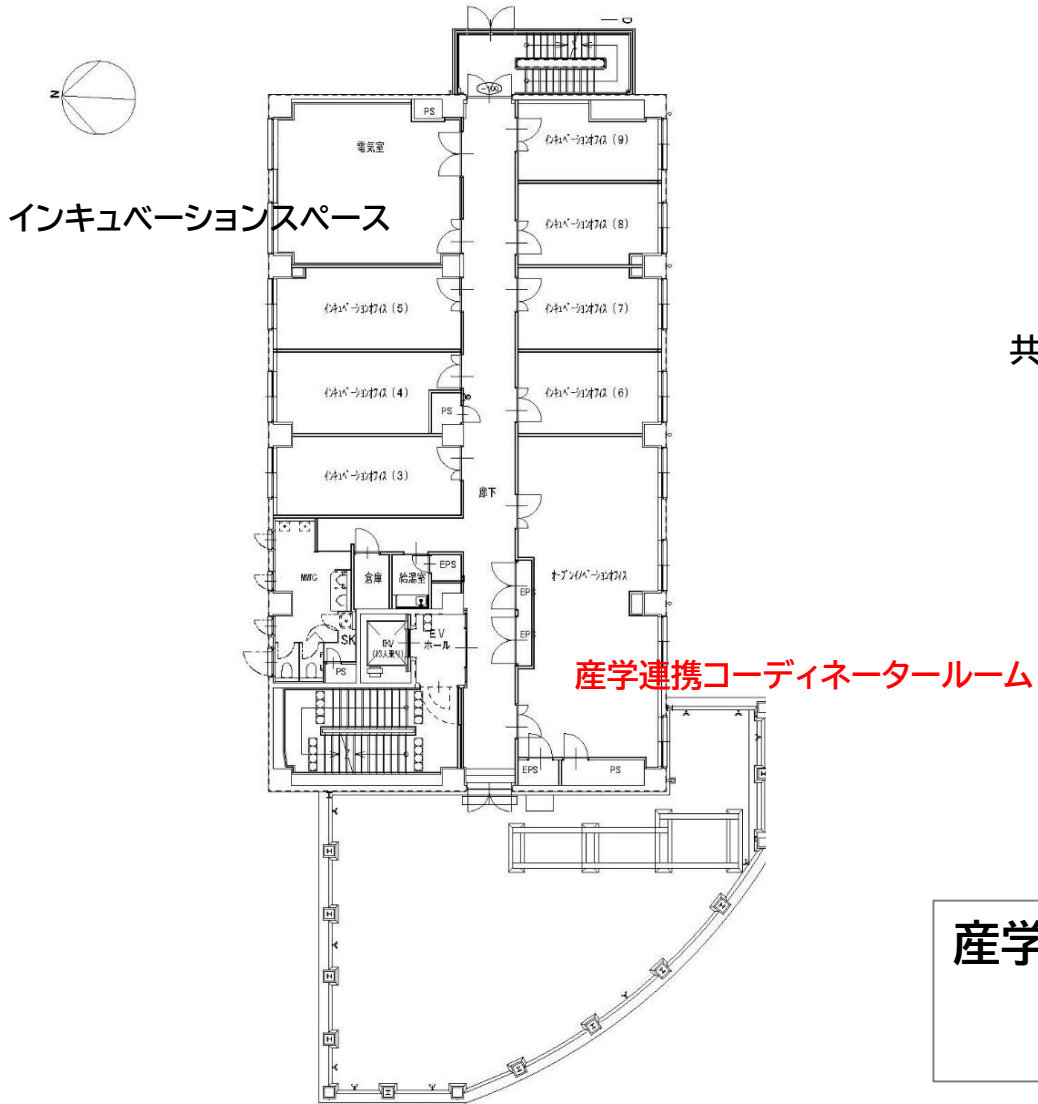 N
PS
電気室
インキュベーションオフィス (9)
インキュベーションスペース
インキュベーションオフィス (8)
インキュベーションオフィス (5)
インキュベーションオフィス (7)
共
インキュベーションオフィス (4)
インキュベーションオフィス (6)
PS
インキュベーションオフィス (3)
廊下
倉庫
給湯室
EPS
オープンイノベーションオフィス
EPS
EPS
SK
EV
(13人乗り)
EV
ホール
PS
産学連携コーディネータールーム
EPS
PS
産学